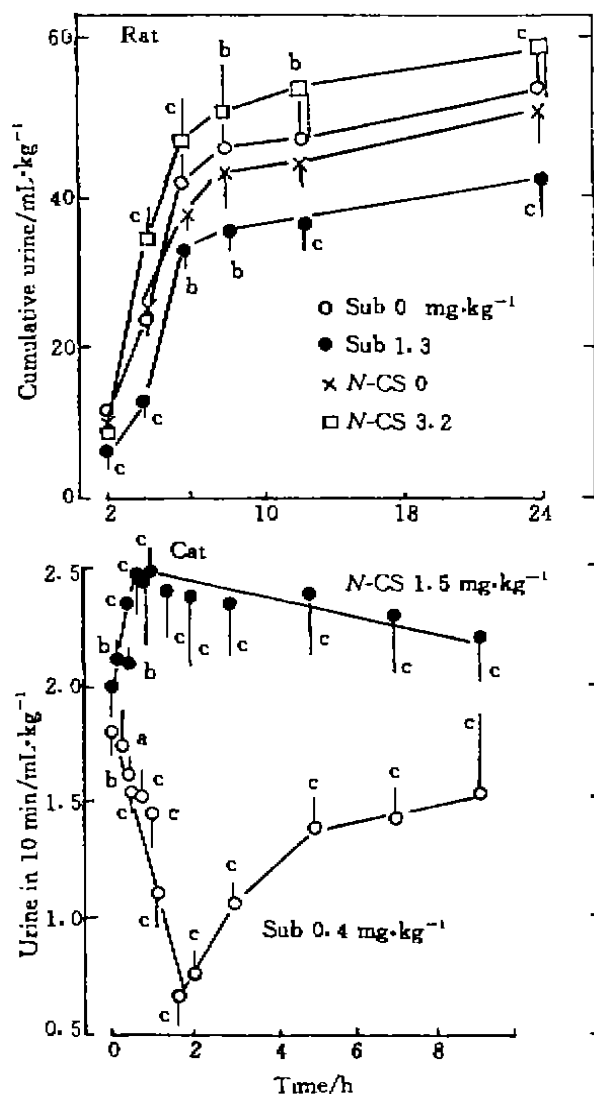 Rat
60
40
20
0
Cumulative urine/mL·kg⁻¹
c
b
b
c
c
c
c
b
b
c
c
○ Sub 0 mg·kg⁻¹
● Sub 1.3
× N-CS 0
□ N-CS 3.2
2 10 18 24
Cat
2.5
2.0
1.5
1.0
0.5
Urine in 10 min/mL·kg⁻¹
c
c
c
b
b
c
c
c
c
c
c
N-CS 1.5 mg·kg⁻¹
a
b
c
c
c
c
c
c
c
c
c
c
Sub 0.4 mg·kg⁻¹
0 2 4 6 8
Time/h